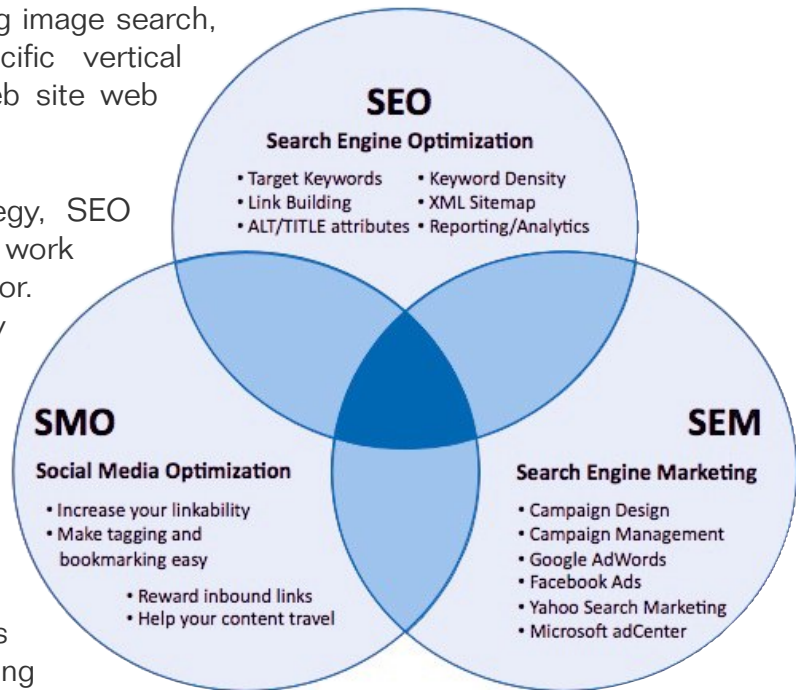 g image search,
cific vertical
eb site web
egy, SEO
work
or.
s
ing
SEO
Search Engine Optimization
• Target Keywords
• Link Building
• ALT/TITLE attributes
• Keyword Density
• XML Sitemap
• Reporting/Analytics
SMO
Social Media Optimization
• Increase your linkability
• Make tagging and
bookmarking easy
• Reward inbound links
• Help your content travel
SEM
Search Engine Marketing
• Campaign Design
• Campaign Management
• Google AdWords
• Facebook Ads
• Yahoo Search Marketing
• Microsoft adCenter